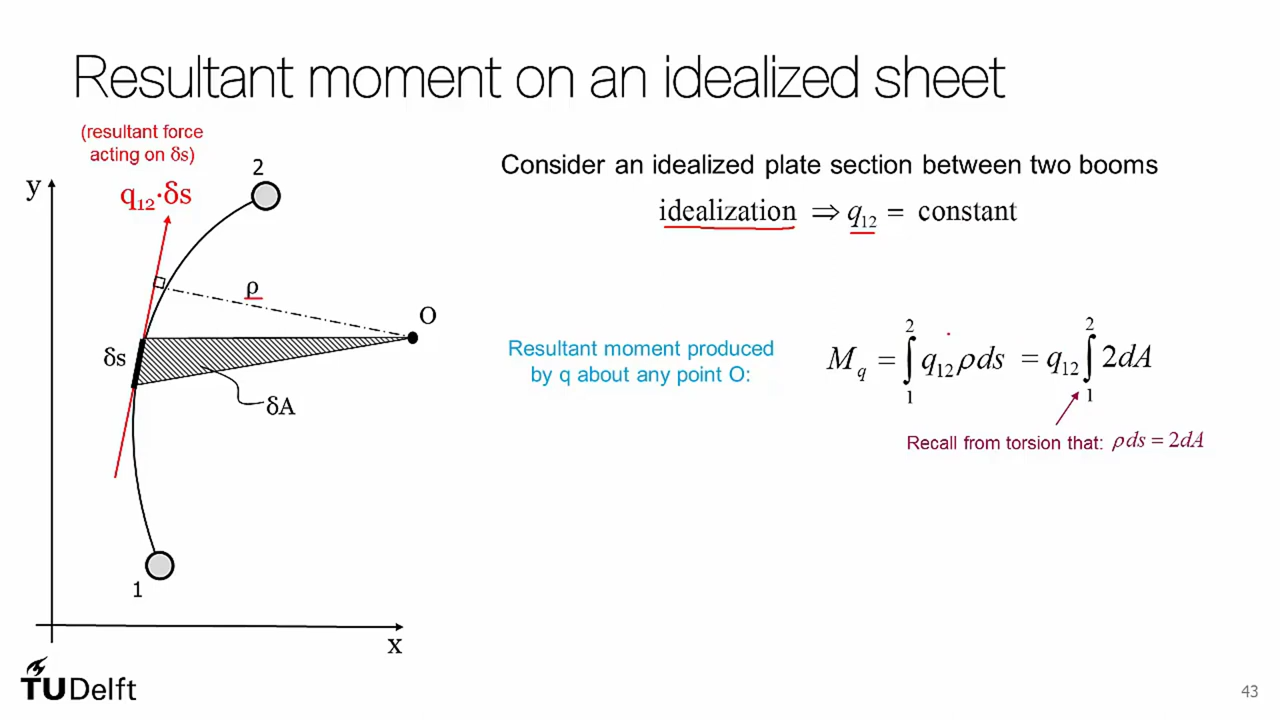 Resultant moment on an idealized sheet
(resultant force
acting on δs)
q₁₂·δs
2
y
ρ
O
δs
δA
1
x
Consider an idealized plate section between two booms
idealization ⇒ q₁₂ = constant
Resultant moment produced
by q about any point O:
M_q = ∫₁² q₁₂ρds = q₁₂∫₁² 2dA
Recall from torsion that: ρds = 2dA
TUDelft
43